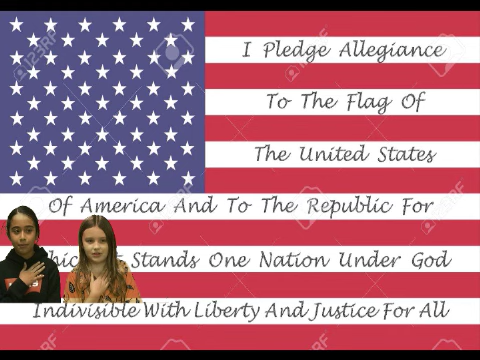 I Pledge Allegiance
To The Flag Of
The United States
Of America And To The Republic For
Stands One Nation Under God
Indivisible With Liberty And Justice For All
123RF